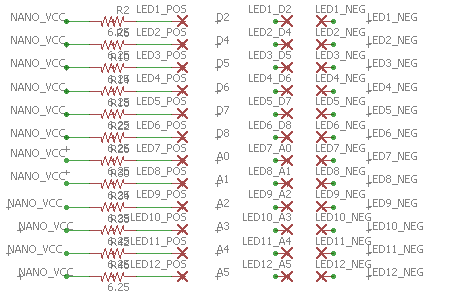 NANO_VCC R2 LED1_POS D2 LED1_D2 LED1_NEG LED1_NEG
NANO_VCC LED2_POS D4 LED2_D4 LED2_NEG LED2_NEG
NANO_VCC LED3_POS D5 LED3_D5 LED3_NEG LED3_NEG
NANO_VCC LED4_POS D6 LED4_D6 LED4_NEG LED4_NEG
NANO_VCC LED5_POS D7 LED5_D7 LED5_NEG LED5_NEG
NANO_VCC LED6_POS D8 LED6_D8 LED6_NEG LED6_NEG
NANO_VCC LED7_POS A0 LED7_A0 LED7_NEG LED7_NEG
NANO_VCC LED8_POS A1 LED8_A1 LED8_NEG LED8_NEG
NANO_VCC LED9_POS A2 LED9_A2 LED9_NEG LED9_NEG
NANO_VCC LED10_POS A3 LED10_A3 LED10_NEG LED10_NEG
NANO_VCC LED11_POS A4 LED11_A4 LED11_NEG LED11_NEG
NANO_VCC LED12_POS A5 LED12_A5 LED12_NEG LED12_NEG
6.25